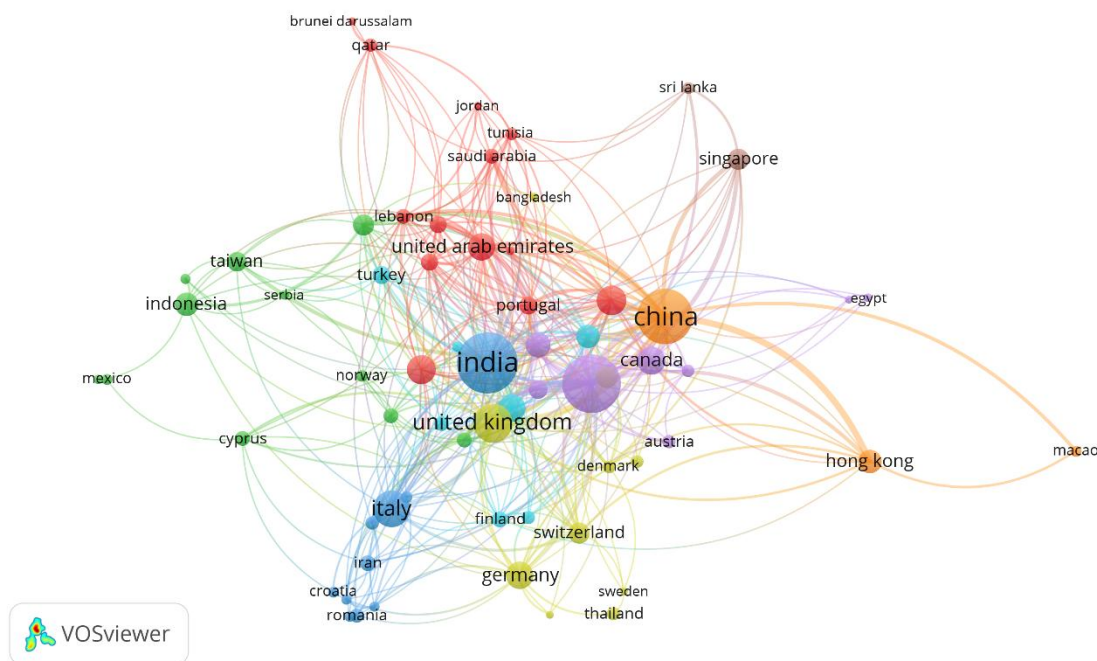 brunei darussalam
qatar
sri lanka
jordan
tunisia
saudi arabia
singapore
bangladesh
lebanon
united arab emirates
taiwan
turkey
serbia
indonesia
portugal
egypt
china
india
canada
norway
mexico
united kingdom
cyprus
austria
macao
hong kong
denmark
italy
finland
switzerland
iran
germany
croatia
sweden
romania
thailand
VOSviewer